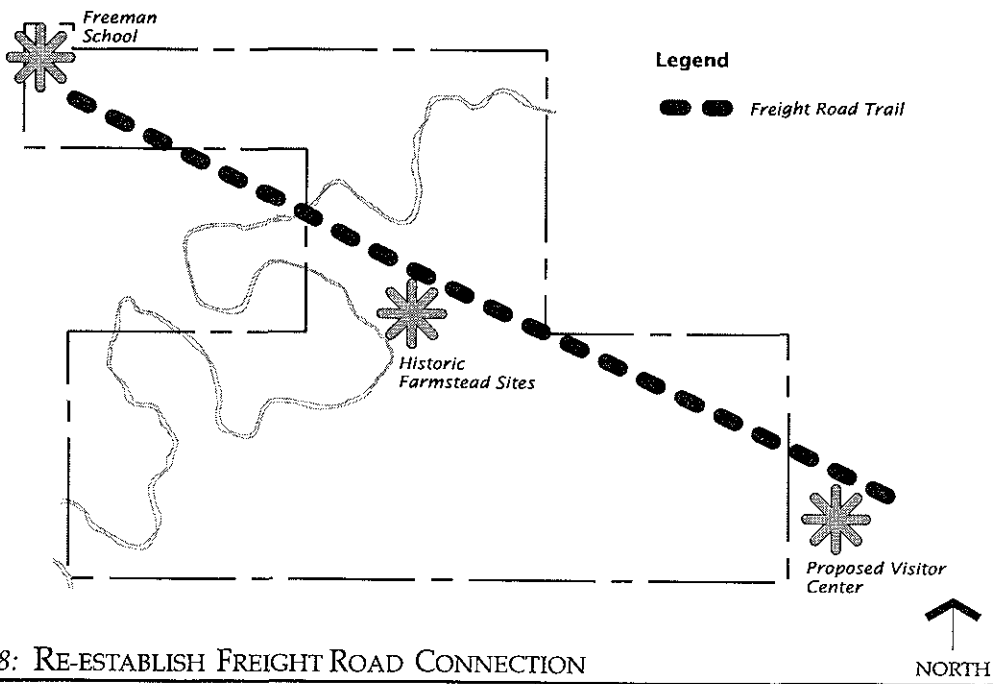 Freeman
School
Legend
Freight Road Trail
Historic
Farmstead Sites
Proposed Visitor
Center
8: RE-ESTABLISH FREIGHT ROAD CONNECTION
NORTH